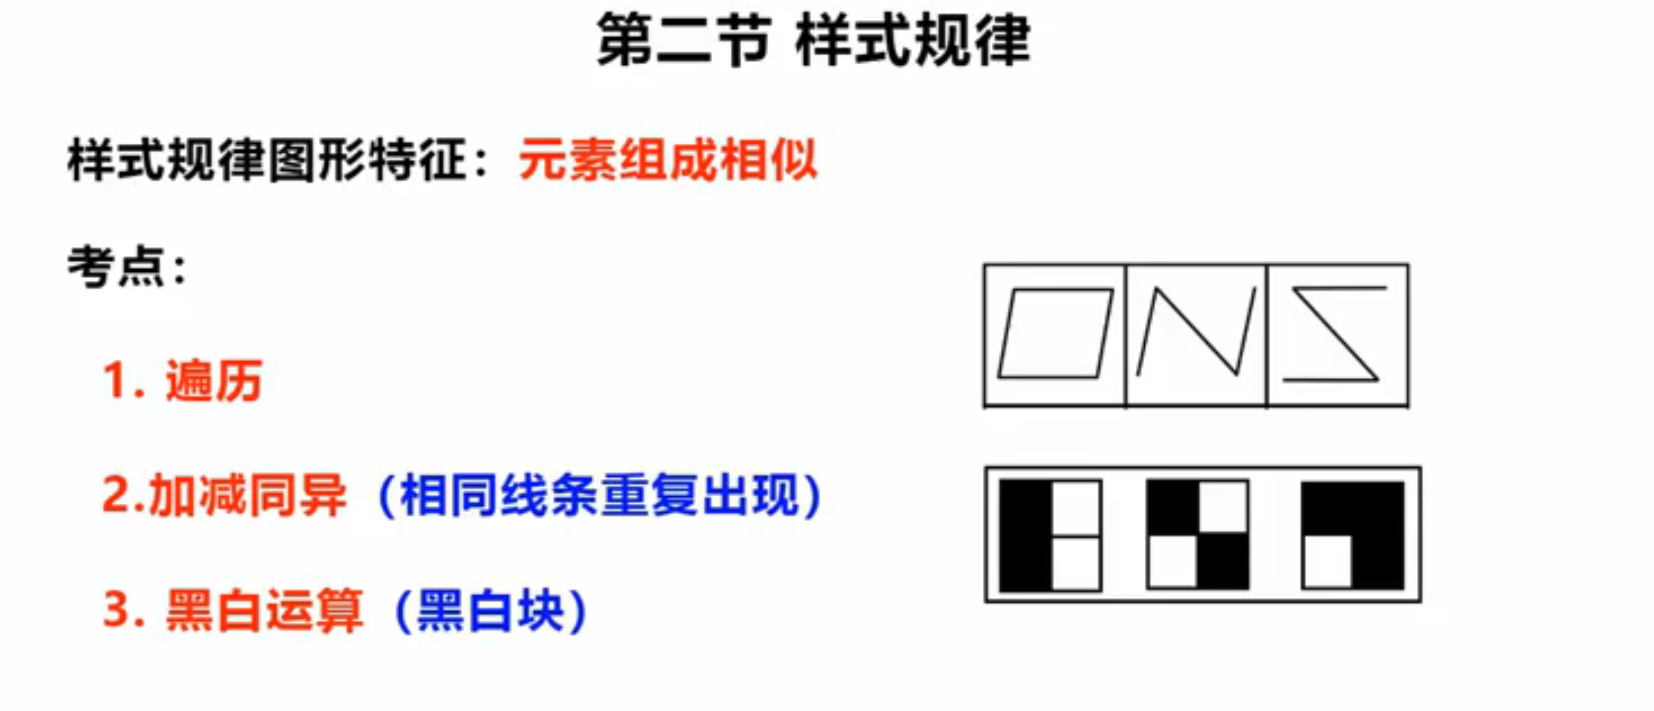 第二节 样式规律
样式规律图形特征：元素组成相似
考点：
1. 遍历
2.加减同异（相同线条重复出现）
3. 黑白运算（黑白块）